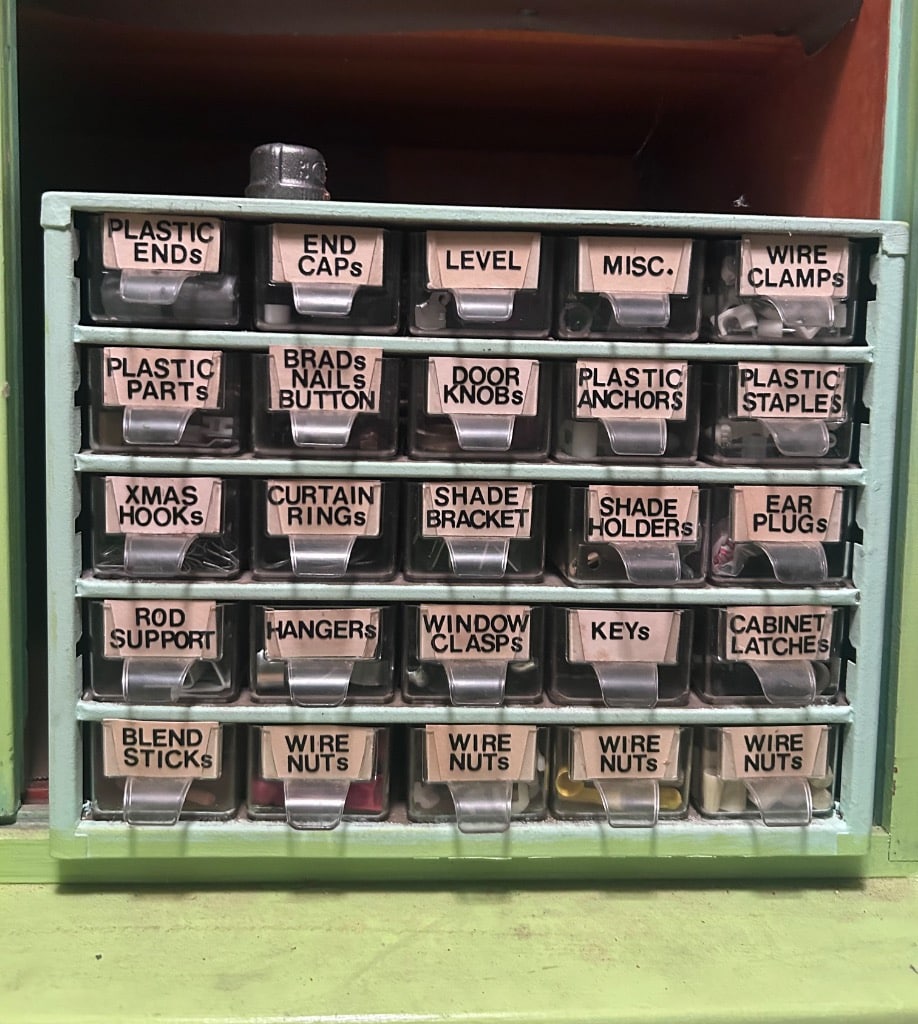 PLASTIC
ENDs
END
CAPs
LEVEL
MISC.
WIRE
CLAMPs
PLASTIC
PARTs
BRADs
NAILs
BUTTON
DOOR
KNOBs
PLASTIC
ANCHORs
PLASTIC
STAPLEs
XMAS
HOOKs
CURTAIN
RINGs
SHADE
BRACKET
SHADE
HOLDERs
EAR
PLUGs
ROD
SUPPORT
HANGERs
WINDOW
CLASPs
KEYs
CABINET
LATCHEs
BLEND
STICKs
WIRE
NUTs
WIRE
NUTs
WIRE
NUTs
WIRE
NUTs